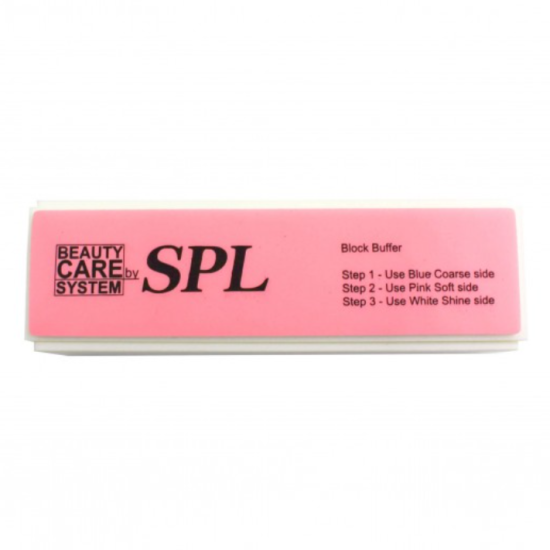 BEAUTY
CARE
SYSTEM
by
SPL
Block Buffer
Step 1 - Use Blue Coarse side
Step 2 - Use Pink Soft side
Step 3 - Use White Shine side